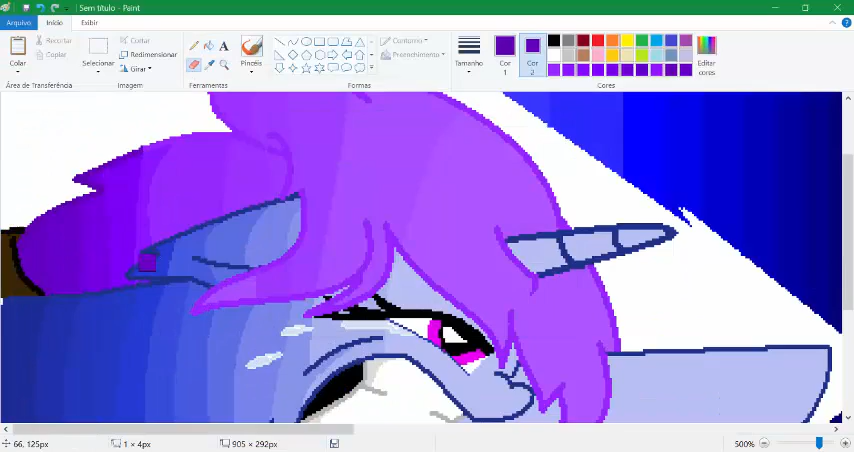 Sem título - Paint
Arquivo Início Exibir
Colar
Recortar
Copiar
Área de Transferência
Selecionar
Cortar
Redimensionar
Girar
Imagem
A
Ferramentas
Pincéis
Contorno
Preenchimento
Formas
Tamanho
Cor 1
Cor 2
Editar cores
Cores
66, 125px
1 × 4px
905 × 292px
500%